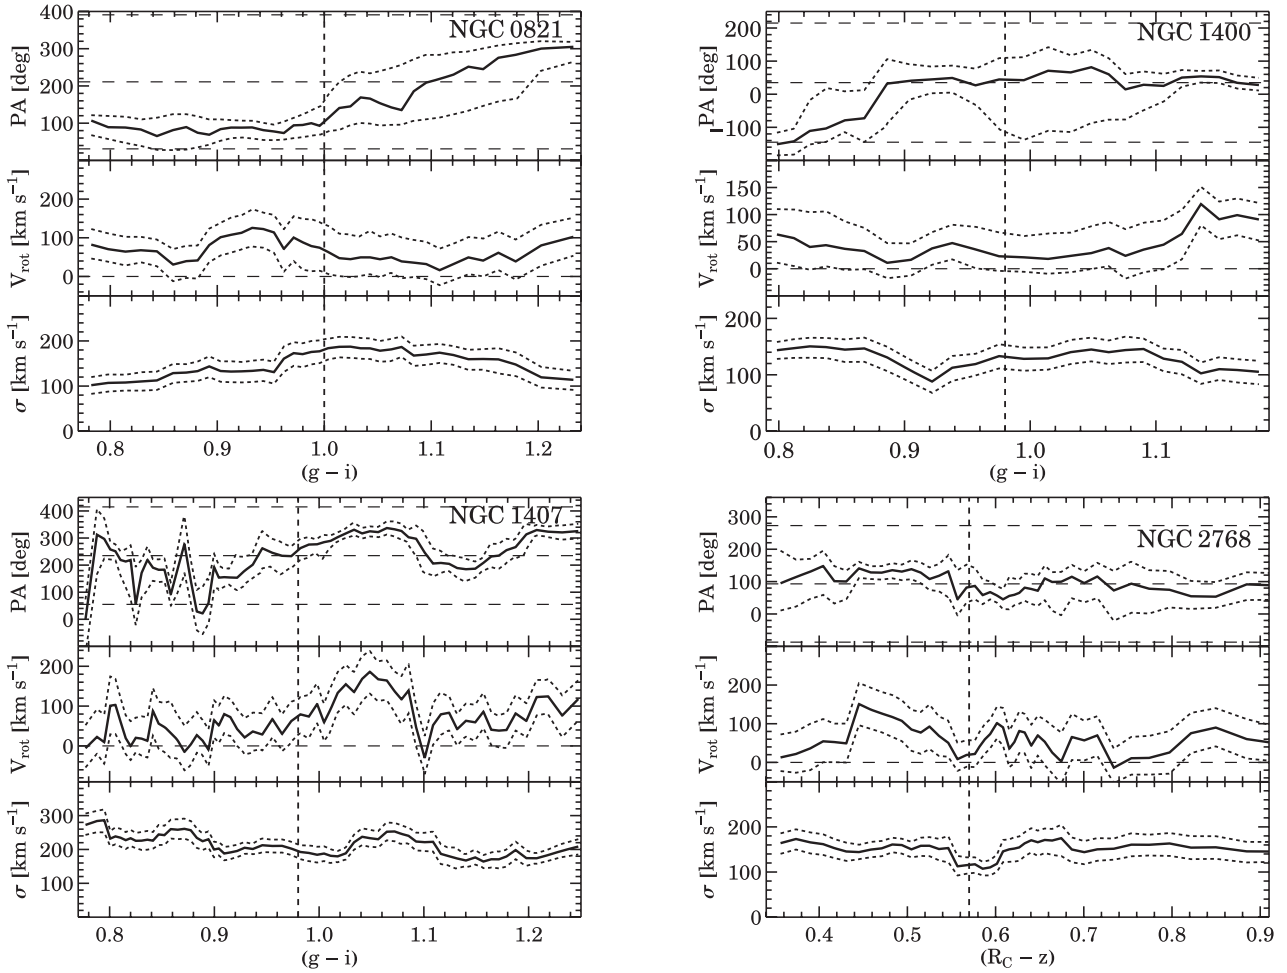 NGC 0821
PA [deg]
400
300
200
100
V_rot [km s⁻¹]
200
100
0
σ [km s⁻¹]
200
100
0
0.8 0.9 1.0 1.1 1.2
(g − i)
NGC 1400
PA [deg]
200
100
0
−100
V_rot [km s⁻¹]
150
100
50
0
σ [km s⁻¹]
200
100
0
0.8 0.9 1.0 1.1
(g − i)
NGC 1407
PA [deg]
400
300
200
100
0
V_rot [km s⁻¹]
200
100
0
σ [km s⁻¹]
300
200
100
0.8 0.9 1.0 1.1 1.2
(g − i)
NGC 2768
PA [deg]
300
200
100
0
V_rot [km s⁻¹]
200
100
0
σ [km s⁻¹]
200
100
0
0.4 0.5 0.6 0.7 0.8 0.9
(R_C − z)